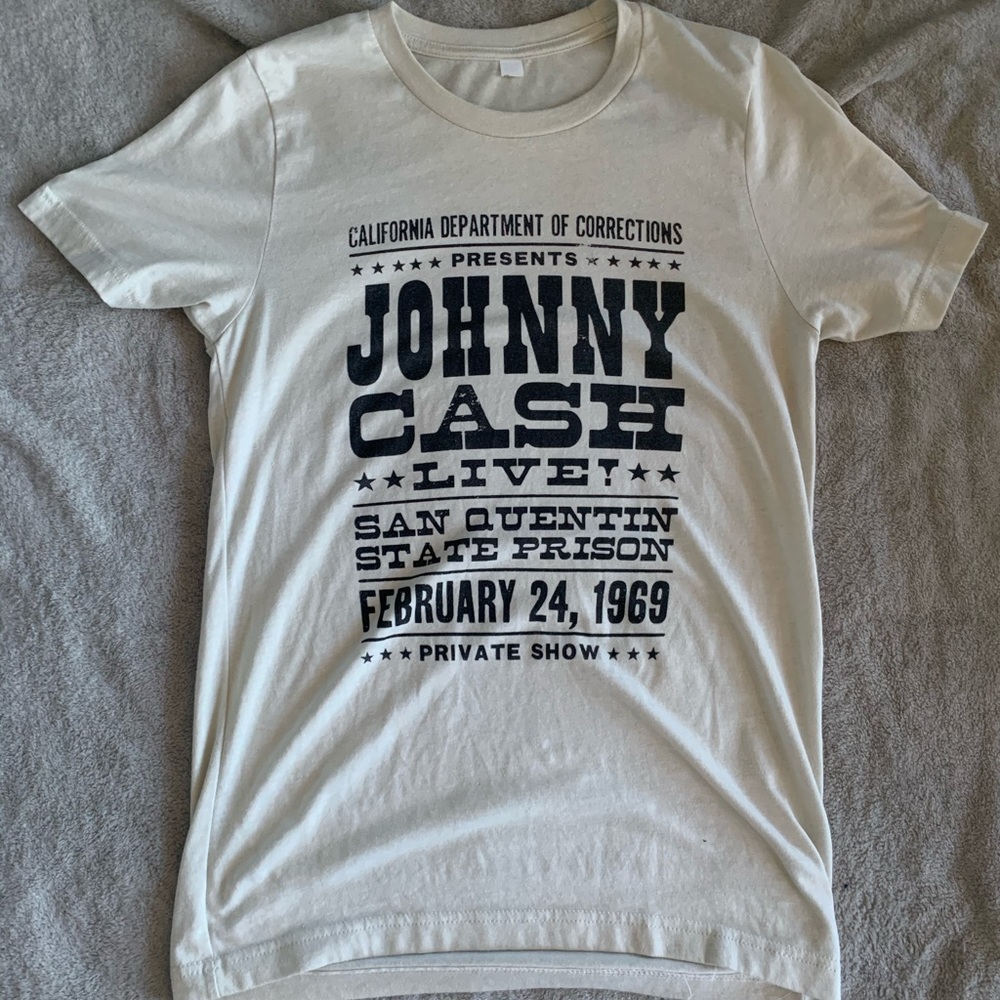 CALIFORNIA DEPARTMENT OF CORRECTIONS
PRESENTS
JOHNNY
CASH
LIVE!
SAN QUENTIN
STATE PRISON
FEBRUARY 24, 1969
PRIVATE SHOW